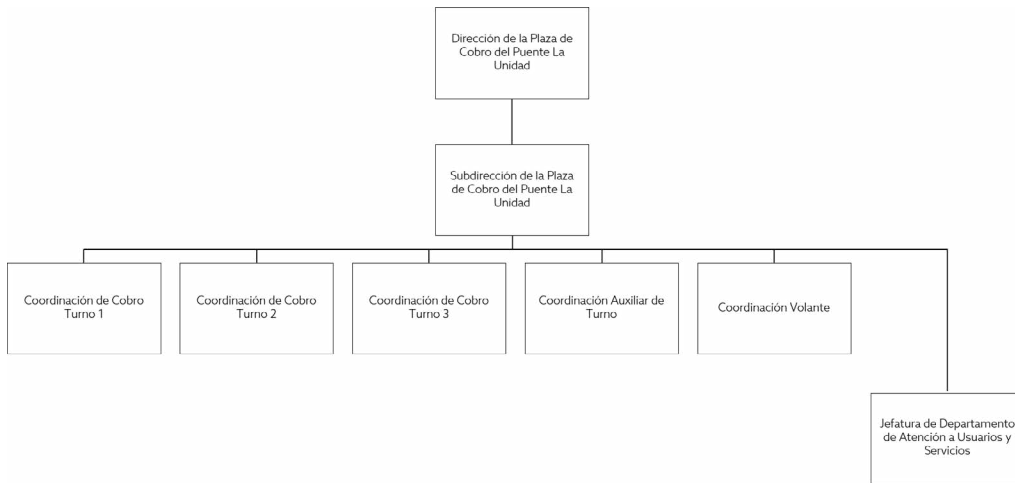 Dirección de la Plaza de
Cobro del Puente La
Unidad
Subdirección de la Plaza
de Cobro del Puente La
Unidad
Coordinación de Cobro
Turno 1
Coordinación de Cobro
Turno 2
Coordinación de Cobro
Turno 3
Coordinación Auxiliar de
Turno
Coordinación Volante
Jefatura de Departamento
de Atención a Usuarios y
Servicios